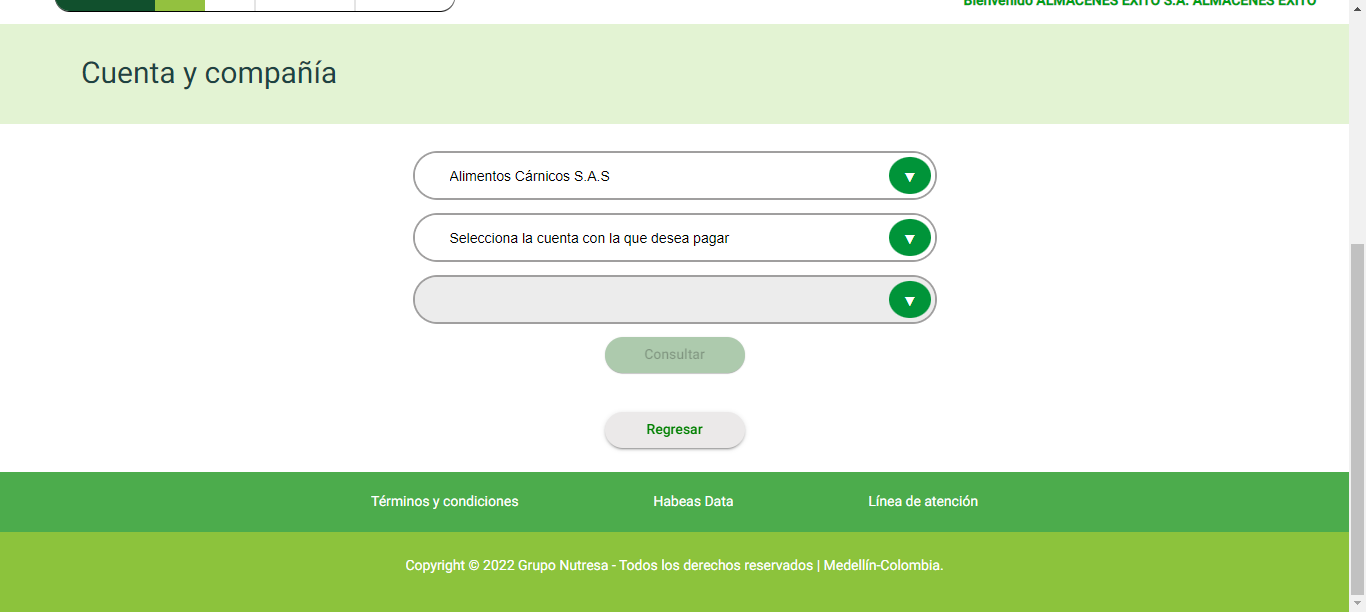 Bienvenido ALMACENES EXITO S.A. ALMACENES EXITO
Cuenta y compañía
Alimentos Cárnicos S.A.S
Selecciona la cuenta con la que desea pagar
Consultar
Regresar
Términos y condiciones
Habeas Data
Línea de atención
Copyright © 2022 Grupo Nutresa - Todos los derechos reservados | Medellín-Colombia.